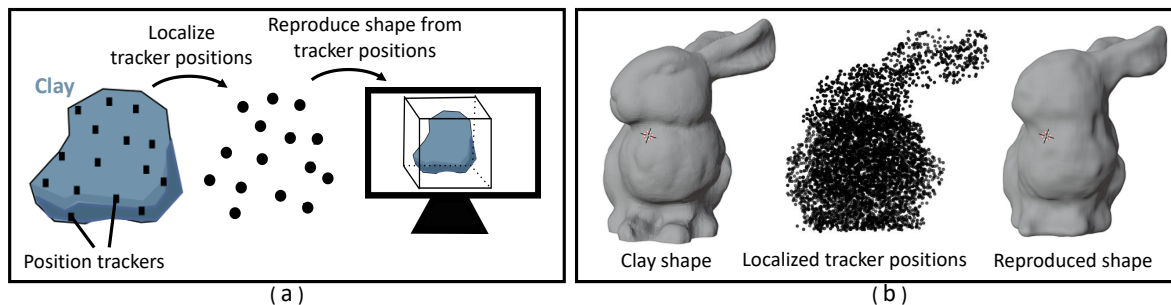 Localize
tracker positions
Reproduce shape from
tracker positions
Clay
Position trackers
( a )
Clay shape
Localized tracker positions
Reproduced shape
( b )